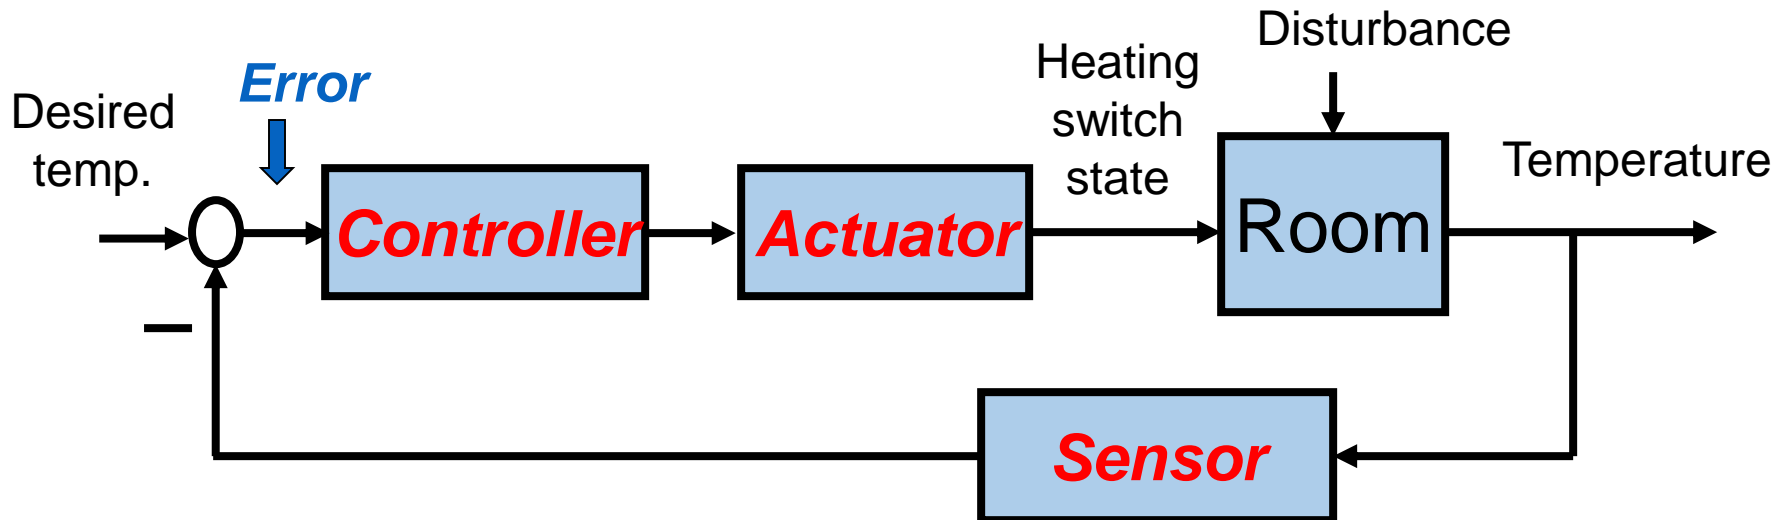 Desired
temp.
Error
Controller
Actuator
Heating
switch
state
Disturbance
Room
Temperature
–
Sensor